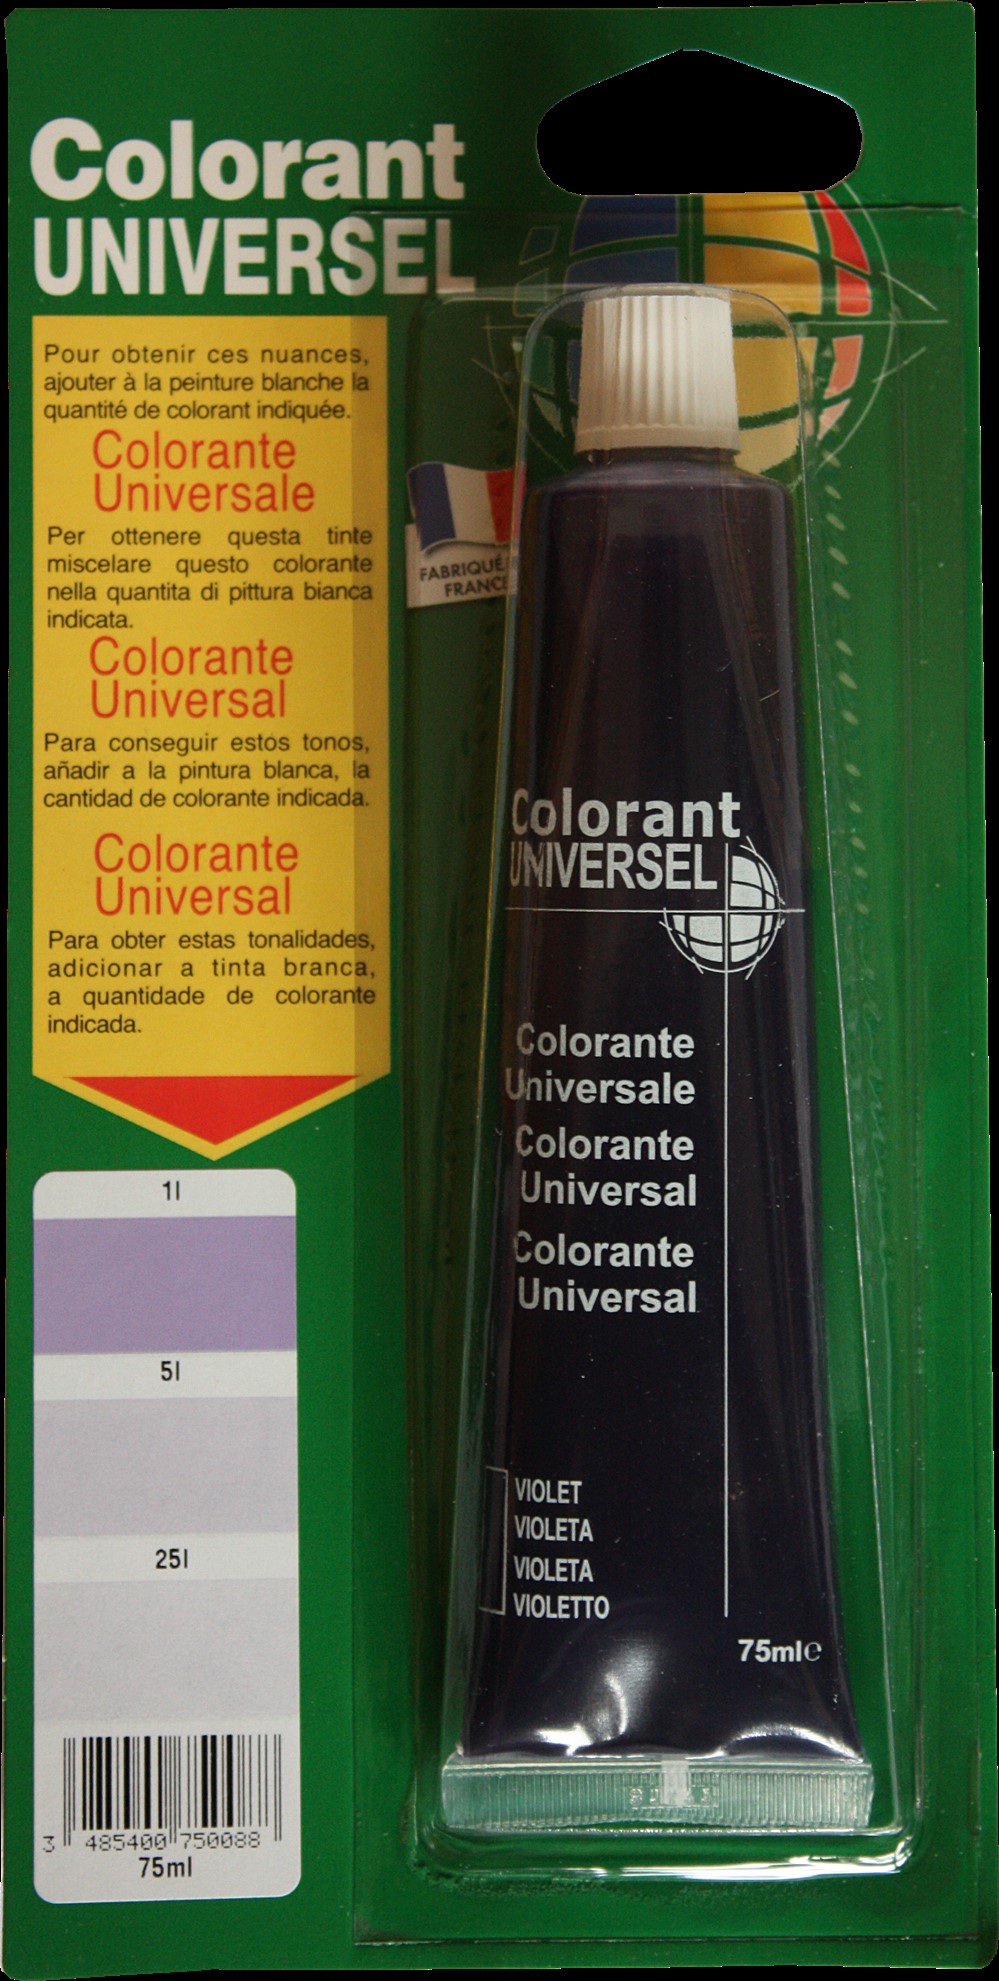 Colorant
UNIVERSEL
Pour obtenir ces nuances,
ajouter à la peinture blanche la
quantité de colorant indiquée.
Colorante
Universale
Per ottenere questa tinte
miscelare questo colorante
nella quantita di pittura bianca
indicata.
Colorante
Universal
Para conseguir estos tonos,
añadir a la pintura blanca, la
cantidad de colorante indicada.
Colorante
Universal
Para obter estas tonalidades,
adicionar a tinta branca,
a quantidade de colorante
indicada.
1l
5l
25l
3 485400 750088
75ml
FABRIQUÉ
FRANCE
Colorant
UNIVERSEL
Colorante
Universale
Colorante
Universal
Colorante
Universal
VIOLET
VIOLETA
VIOLETA
VIOLETTO
75ml℮